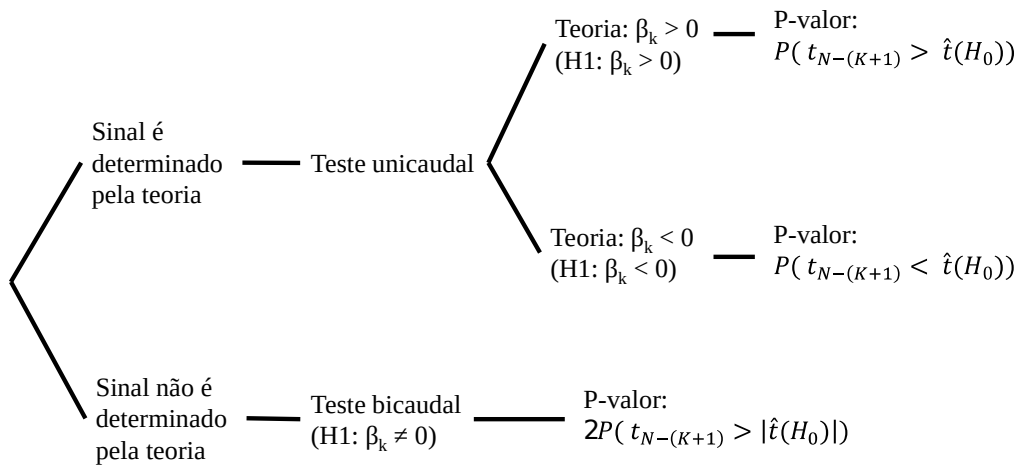 Teoria: βk > 0
(H1: βk > 0)
P-valor:
P( tN−(K+1) > t̂(H0))
Sinal é
determinado
pela teoria
Teste unicaudal
Teoria: βk < 0
(H1: βk < 0)
P-valor:
P( tN−(K+1) < t̂(H0))
Sinal não é
determinado
pela teoria
Teste bicaudal
(H1: βk ≠ 0)
P-valor:
2P( tN−(K+1) > |t̂(H0)|)